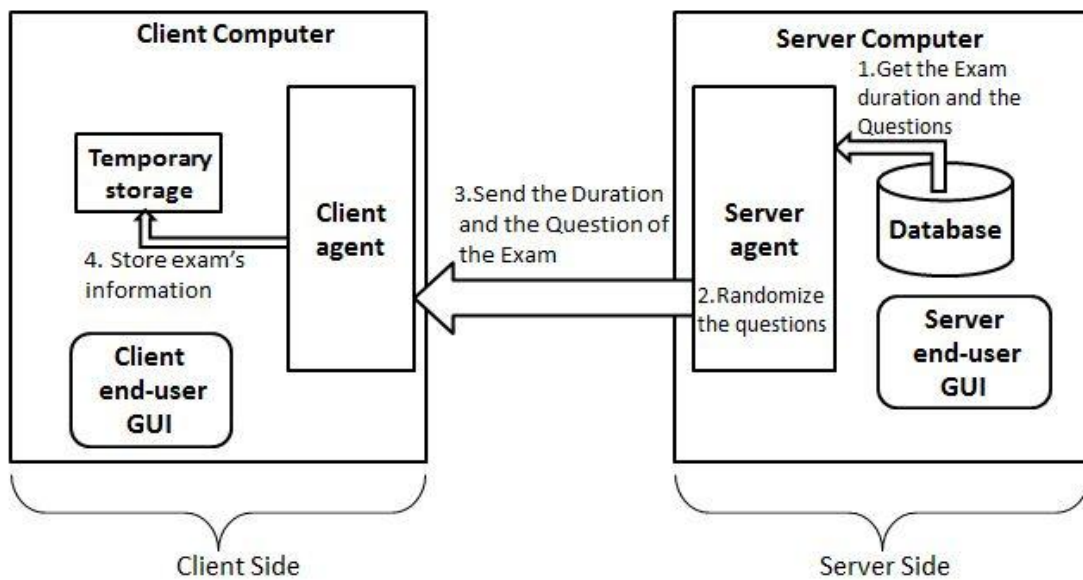 Client Computer
Temporary
storage
Client
agent
4. Store exam's
information
Client
end-user
GUI
3.Send the Duration
and the Question of
the Exam
Server Computer
1.Get the Exam
duration and the
Questions
Server
agent
Database
2.Randomize
the questions
Server
end-user
GUI
Client Side
Server Side